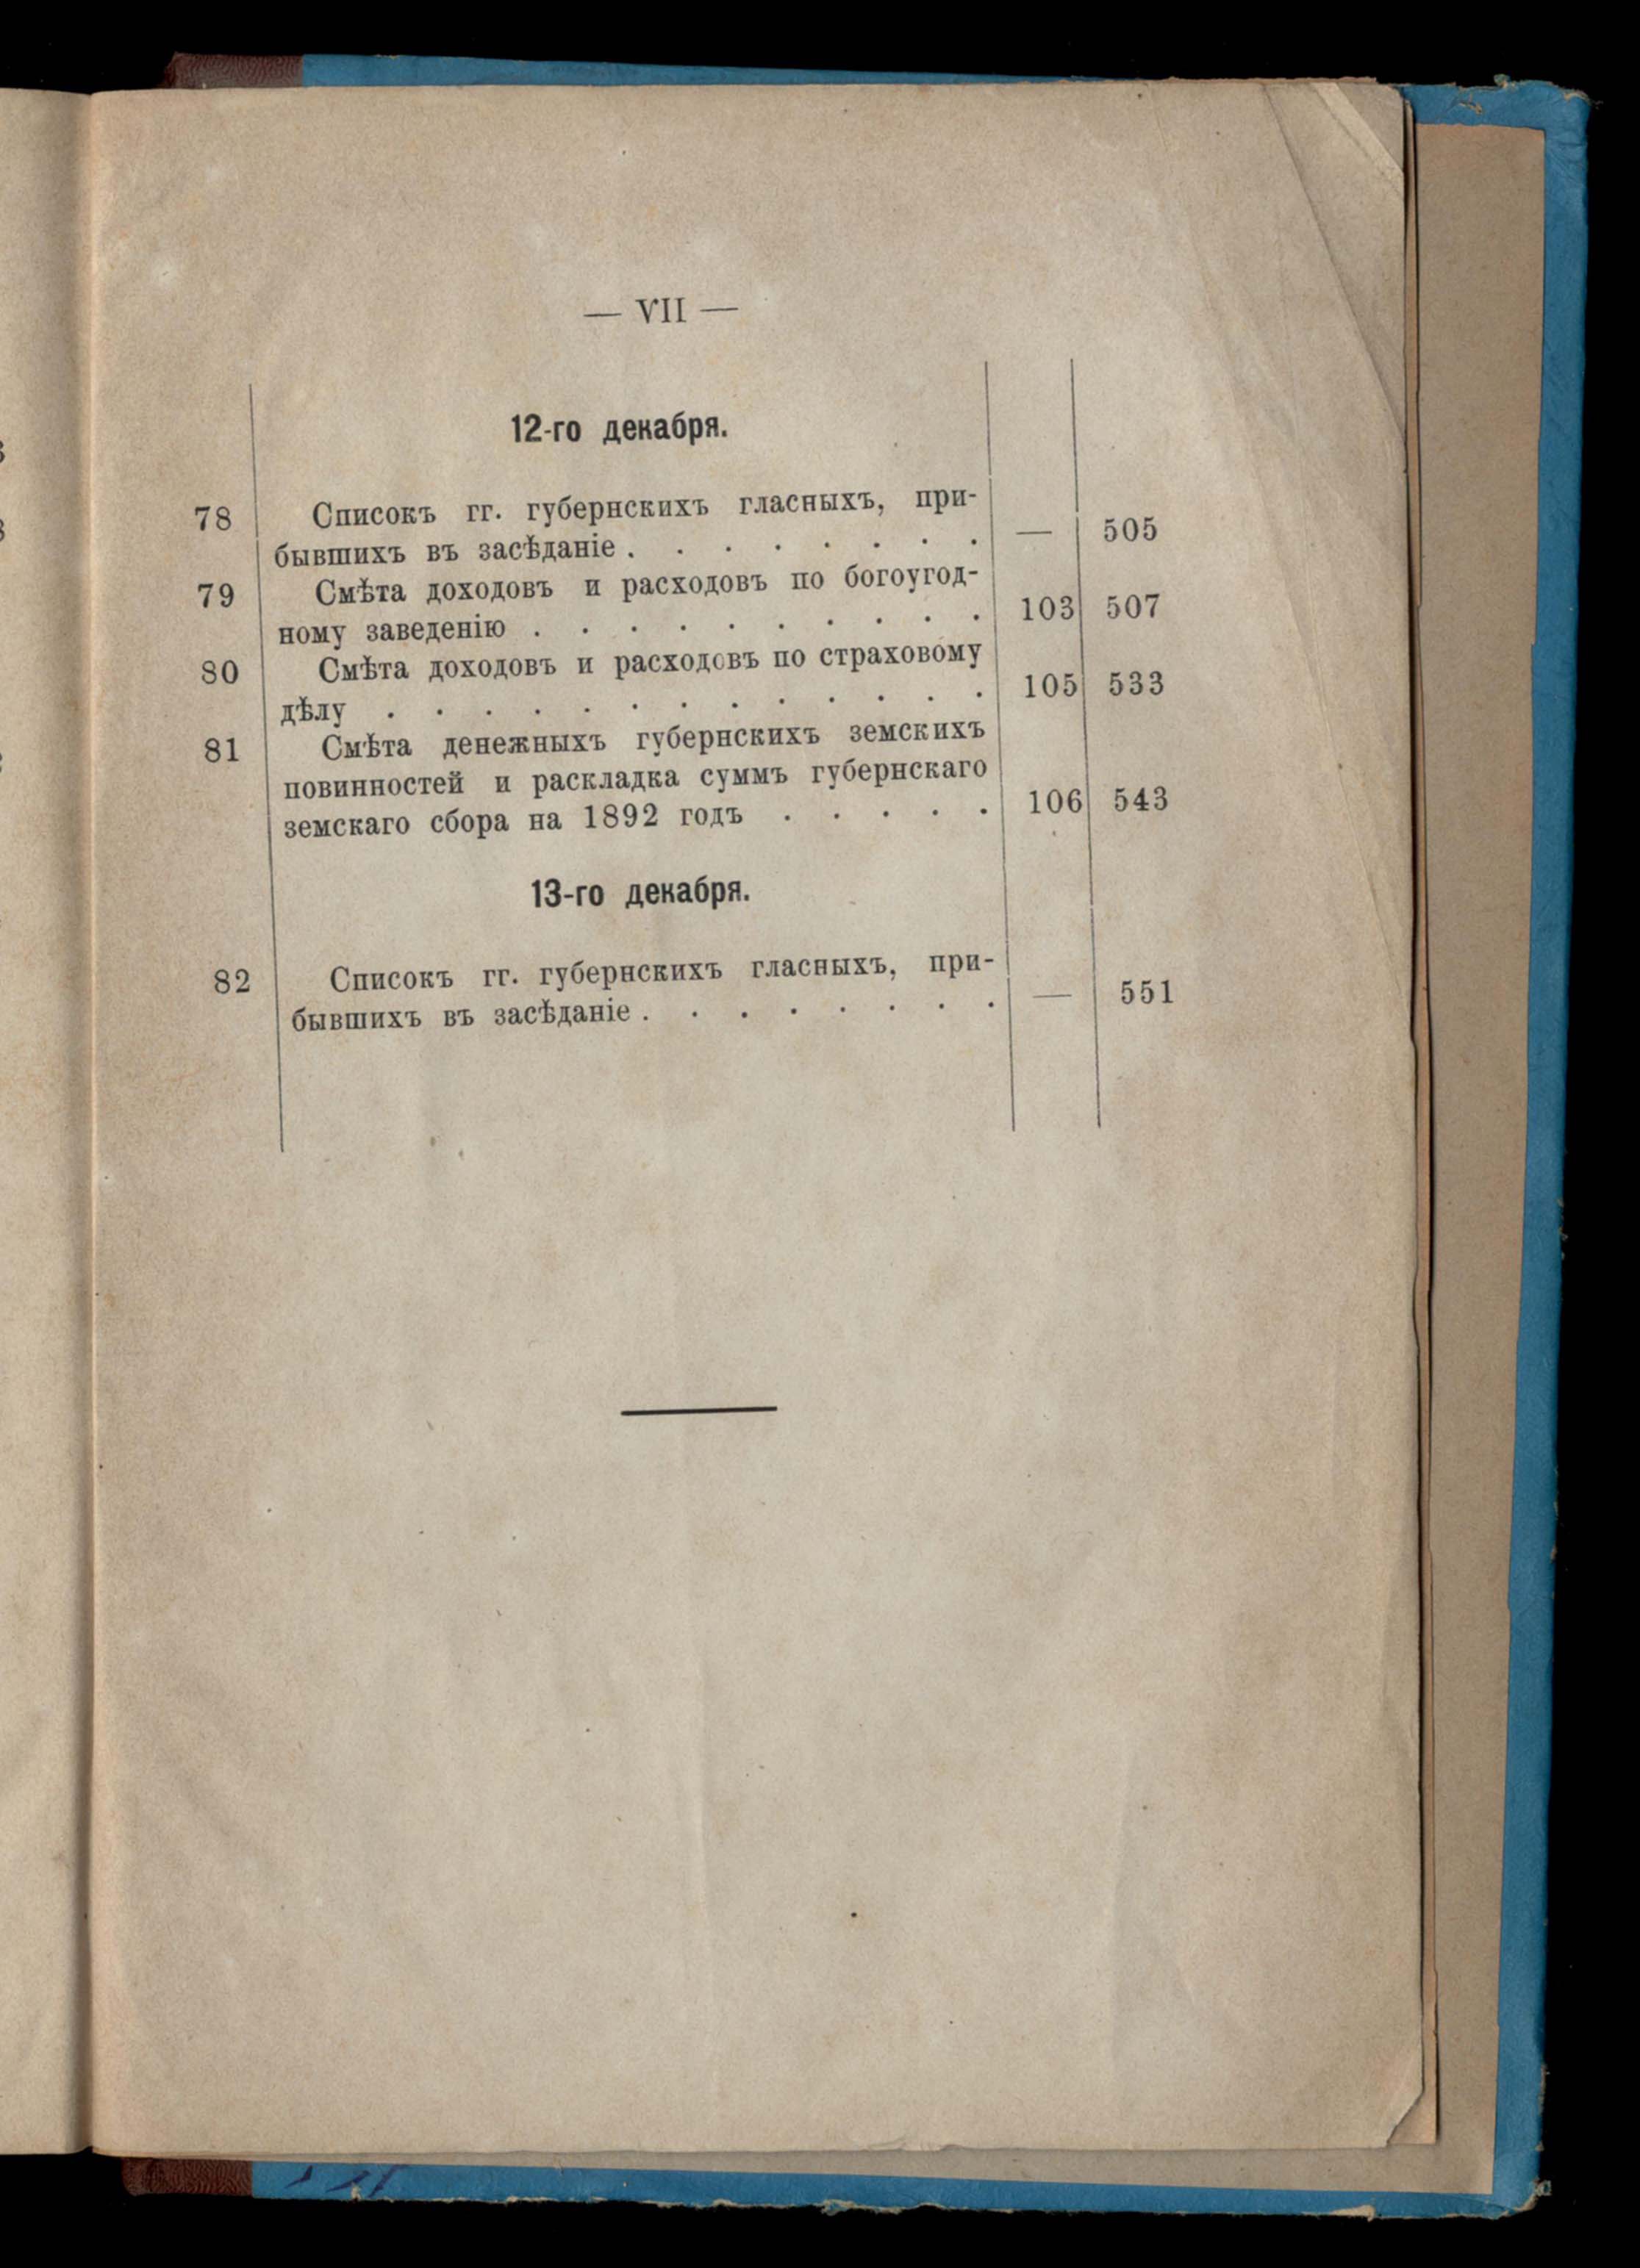 — VII —
12-го декабря.
78 Списокъ гг. губернскихъ гласныхъ, при-
бывшихъ въ засѣданіе . . . . . . . . — 505
79 Смѣта доходовъ и расходовъ по богоугод-
ному заведенію . . . . . . . . . . 103 507
80 Смѣта доходовъ и расходовъ по страховому
дѣлу . . . . . . . . . . . . . 105 533
81 Смѣта денежныхъ губернскихъ земскихъ
повинностей и раскладка суммъ губернскаго
земскаго сбора на 1892 годъ . . . . . 106 543
13-го декабря.
82 Списокъ гг. губернскихъ гласныхъ, при-
бывшихъ въ засѣданіе . . . . . . . . — 551